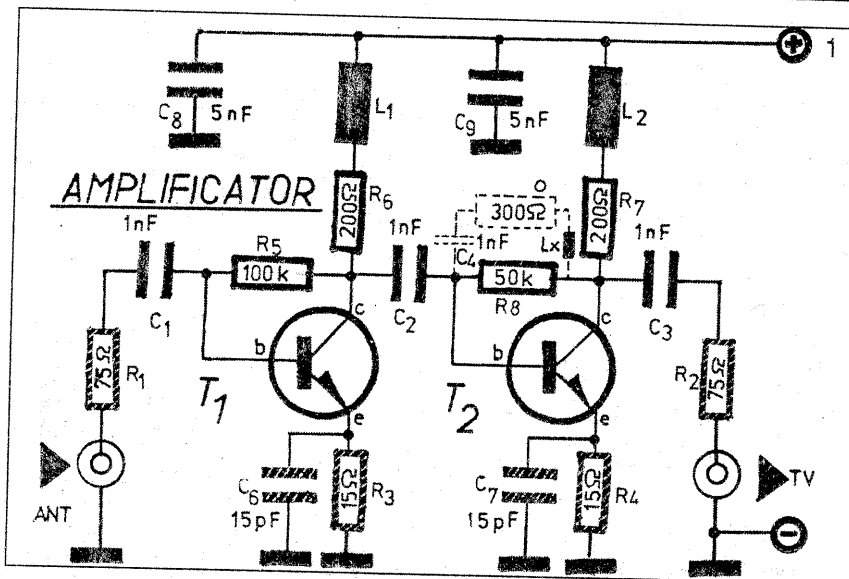 + 1
C8 5nF
L1
C9 5nF
L2
AMPLIFICATOR
R6
200Ω
300Ω
R7
200Ω
1nF
R5
100k
1nF
1nF
C4
Lx
1nF
50k
R8
C1
C2
C3
c
c
b
b
75Ω
R1
T1
T2
R2
75Ω
e
e
ANT
C6
15pF
15Ω
R3
C7
15pF
15Ω
R4
TV
−